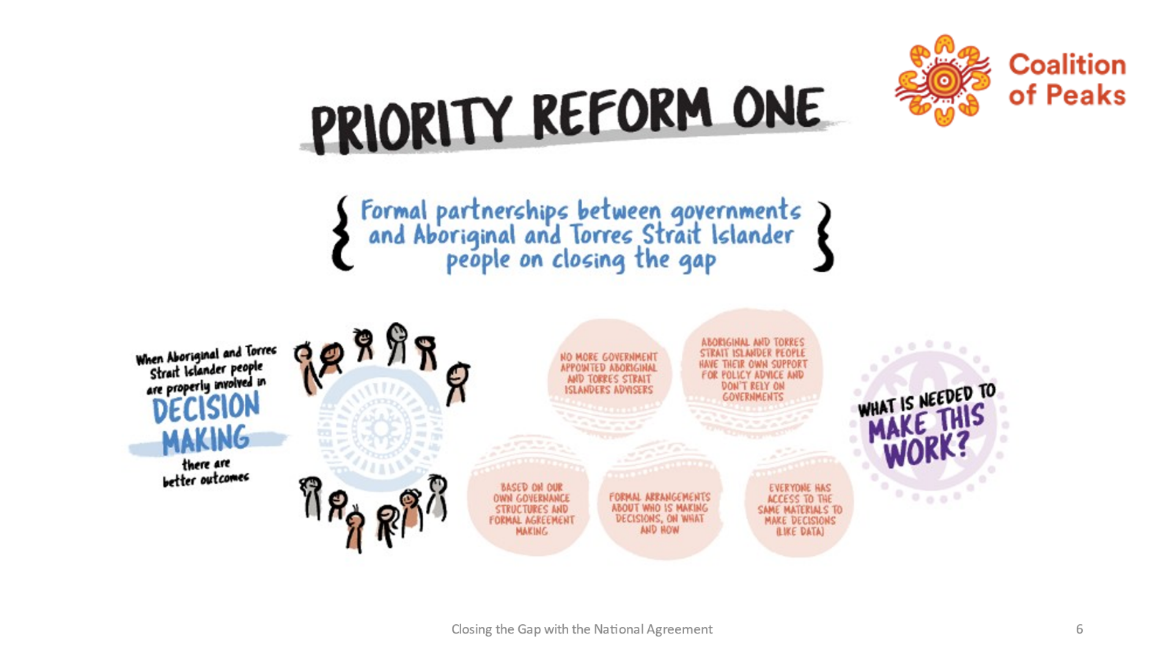 Coalition
of Peaks
PRIORITY REFORM ONE
Formal partnerships between governments
and Aboriginal and Torres Strait Islander
people on closing the gap
When Aboriginal and Torres
Strait Islander people
are properly involved in
DECISION
MAKING
there are
better outcomes
NO MORE GOVERNMENT
APPOINTED ABORIGINAL
AND TORRES STRAIT
ISLANDERS ADVISERS
ABORIGINAL AND TORRES
STRAIT ISLANDER PEOPLE
HAVE THEIR OWN SUPPORT
FOR POLICY ADVICE AND
DON'T RELY ON
GOVERNMENTS
BASED ON OUR
OWN GOVERNANCE
STRUCTURES AND
FORMAL AGREEMENT
MAKING
FORMAL ARRANGEMENTS
ABOUT WHO IS MAKING
DECISIONS, ON WHAT
AND HOW
EVERYONE HAS
ACCESS TO THE
SAME MATERIALS TO
MAKE DECISIONS
(LIKE DATA)
WHAT IS NEEDED TO
MAKE THIS
WORK?
Closing the Gap with the National Agreement
6